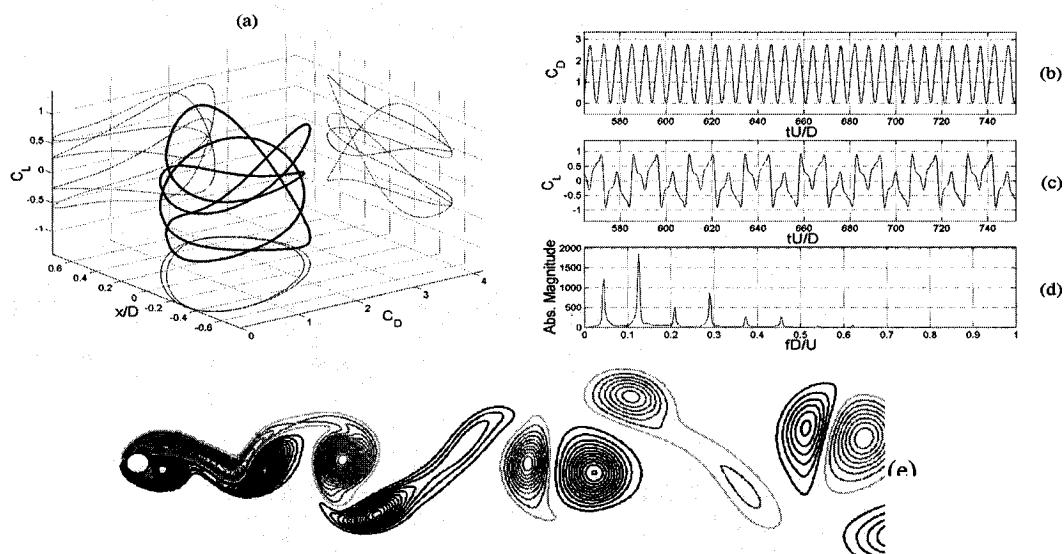 (a)
1
0.5
0
-0.5
-1
C_L
0.6
0.4
0.2
0
-0.2
-0.4
-0.6
x/D
0
1
2
3
4
C_D
3
2
1
0
C_D
580 600 620 640 660 680 700 720 740
tU/D
(b)
1
0.5
0
-0.5
-1
C_L
580 600 620 640 660 680 700 720 740
tU/D
(c)
2000
1500
1000
500
0
Abs. Magnitude
0 0.1 0.2 0.3 0.4 0.5 0.6 0.7 0.8 0.9 1
fD/U
(d)
(e)